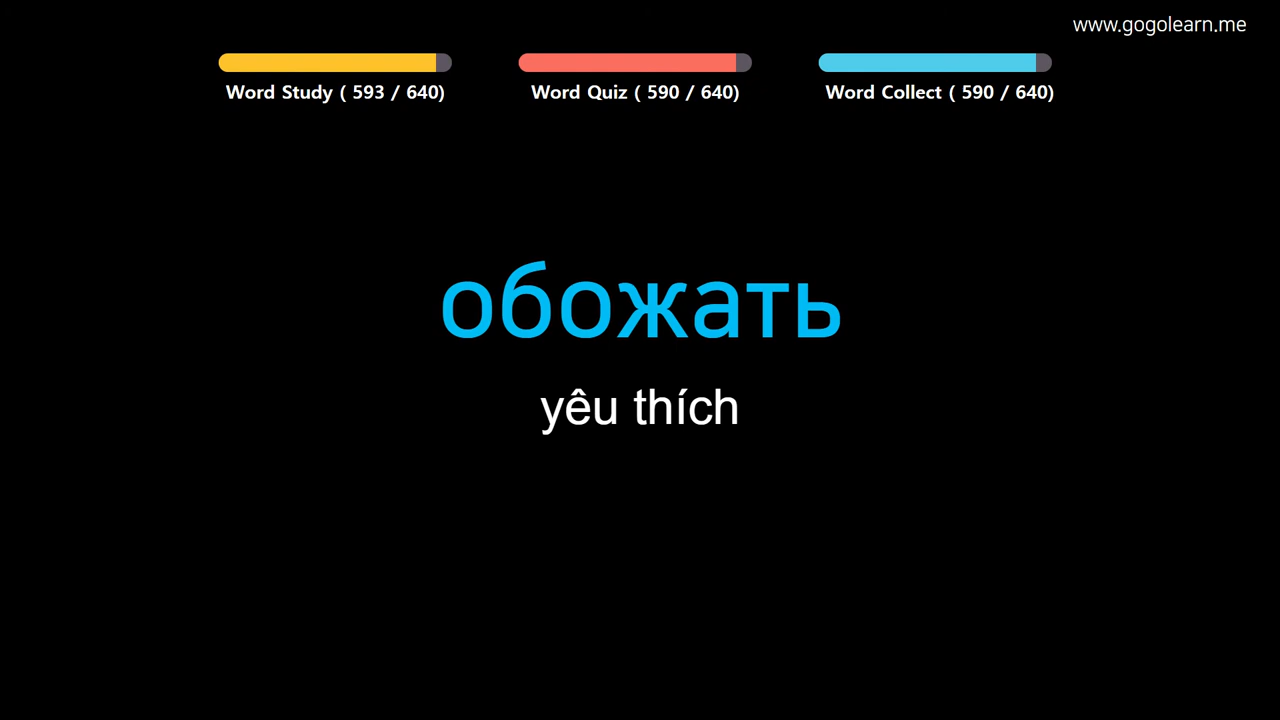 www.gogolearn.me
Word Study ( 593 / 640)
Word Quiz ( 590 / 640)
Word Collect ( 590 / 640)
обожать
yêu thích